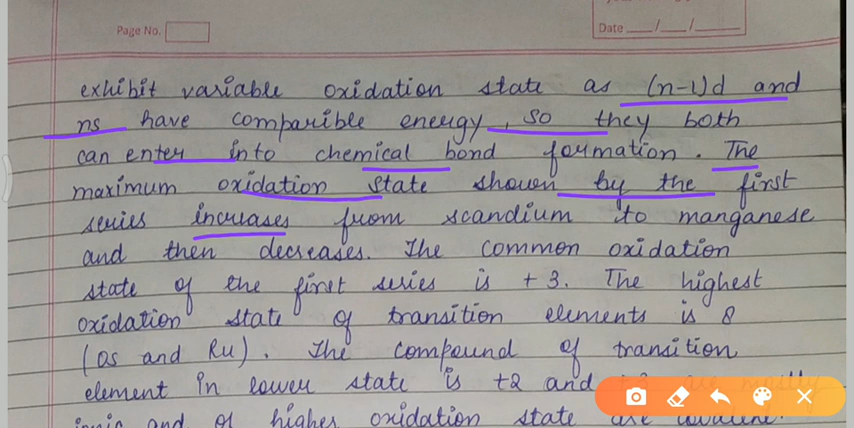 Page No.
Date
exhibit variable oxidation state as (n-1)d and
ns have comparible energy, so they both
can enter into chemical bond formation. The
maximum oxidation state shown by the first
series increases from scandium to manganese
and then decreases. The common oxidation
state of the first series is +3. The highest
oxidation state of transition elements is 8
(os and Ru). The compound of transition
element in lower state is +2 and
and of higher oxidation state are